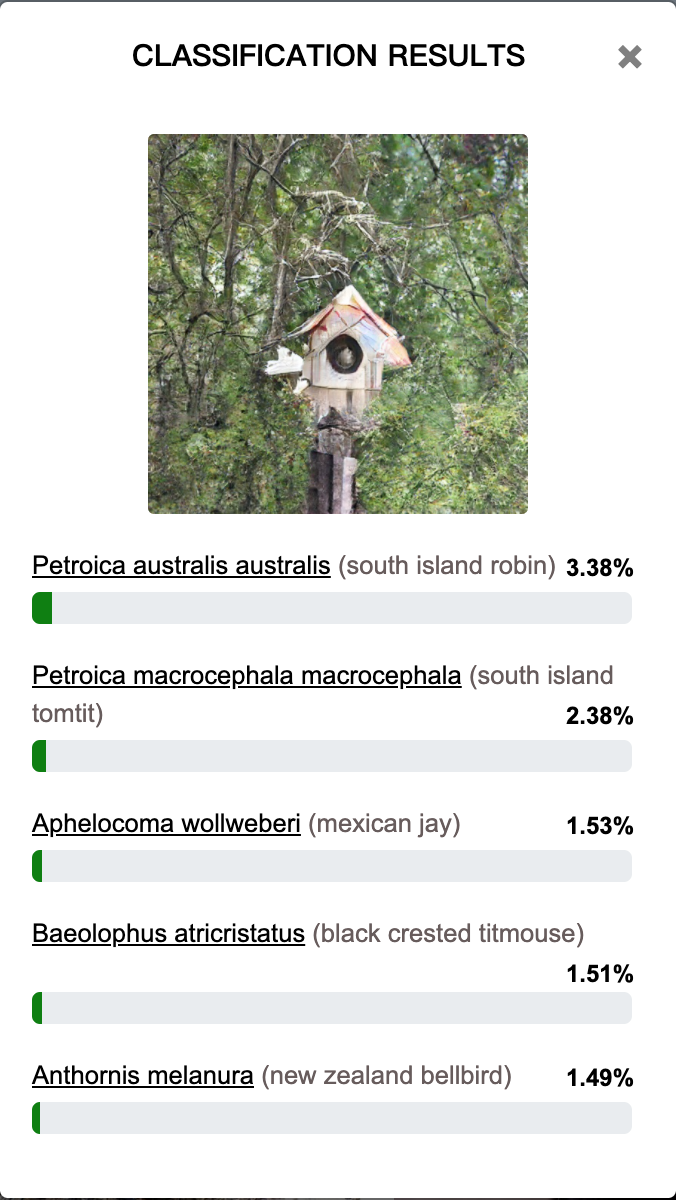 CLASSIFICATION RESULTS
Petroica australis australis (south island robin) 3.38%
Petroica macrocephala macrocephala (south island
tomtit) 2.38%
Aphelocoma wollweberi (mexican jay) 1.53%
Baeolophus atricristatus (black crested titmouse)
1.51%
Anthornis melanura (new zealand bellbird) 1.49%